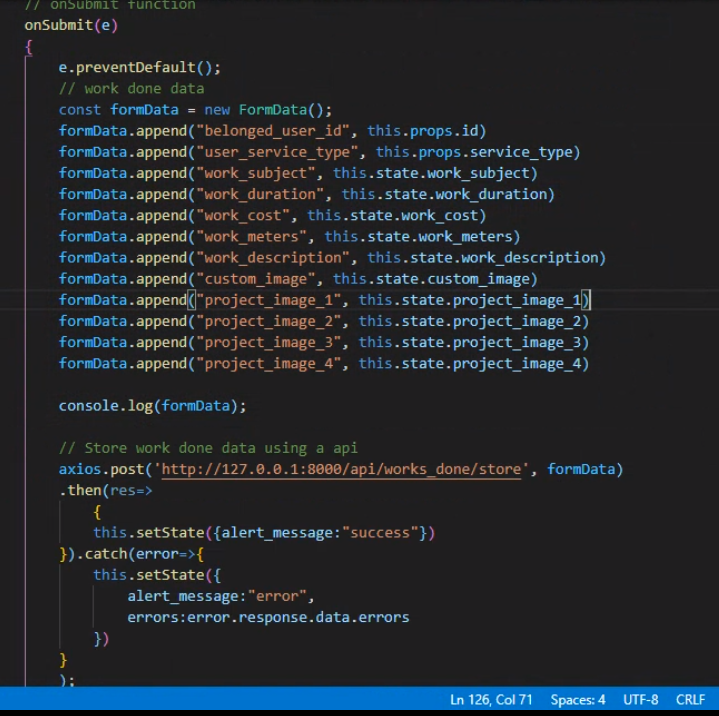 // onSubmit function
onSubmit(e)
{
e.preventDefault();
// work done data
const formData = new FormData();
formData.append("belonged_user_id", this.props.id)
formData.append("user_service_type", this.props.service_type)
formData.append("work_subject", this.state.work_subject)
formData.append("work_duration", this.state.work_duration)
formData.append("work_cost", this.state.work_cost)
formData.append("work_meters", this.state.work_meters)
formData.append("work_description", this.state.work_description)
formData.append("custom_image", this.state.custom_image)
formData.append("project_image_1", this.state.project_image_1)
formData.append("project_image_2", this.state.project_image_2)
formData.append("project_image_3", this.state.project_image_3)
formData.append("project_image_4", this.state.project_image_4)
console.log(formData);
// Store work done data using a api
axios.post('http://127.0.0.1:8000/api/works_done/store', formData)
.then(res=>
{
this.setState({alert_message:"success"})
}).catch(error=>{
this.setState({
alert_message:"error",
errors:error.response.data.errors
})
}
);
Ln 126, Col 71 Spaces: 4 UTF-8 CRLF